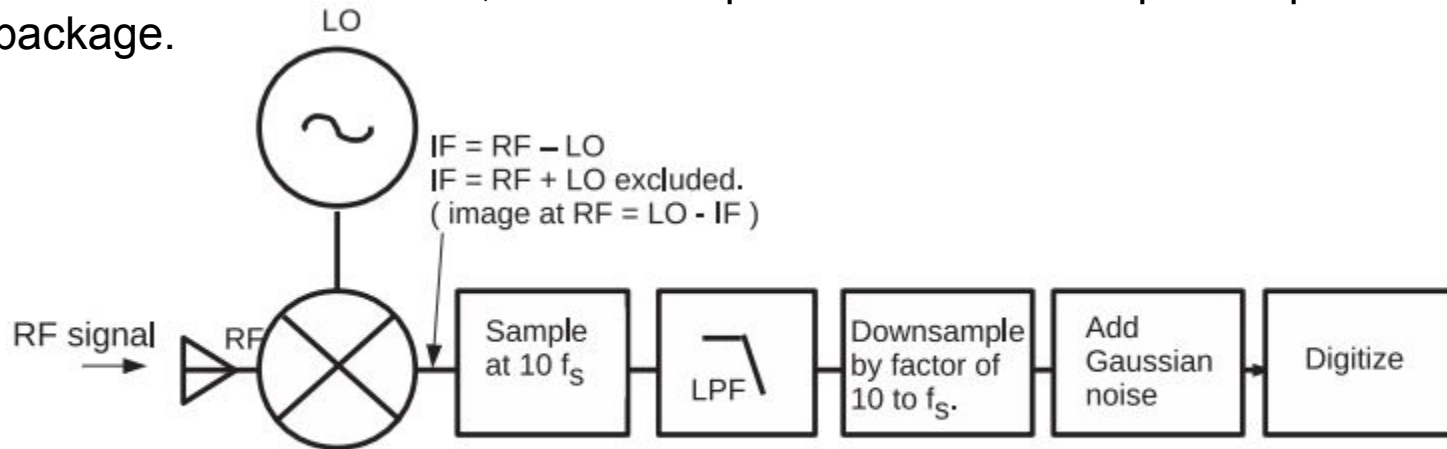 package.
LO
IF = RF – LO
IF = RF + LO excluded.
( image at RF = LO - IF )
RF signal
RF
Sample
at 10 fS
LPF
Downsample
by factor of
10 to fS.
Add
Gaussian
noise
Digitize